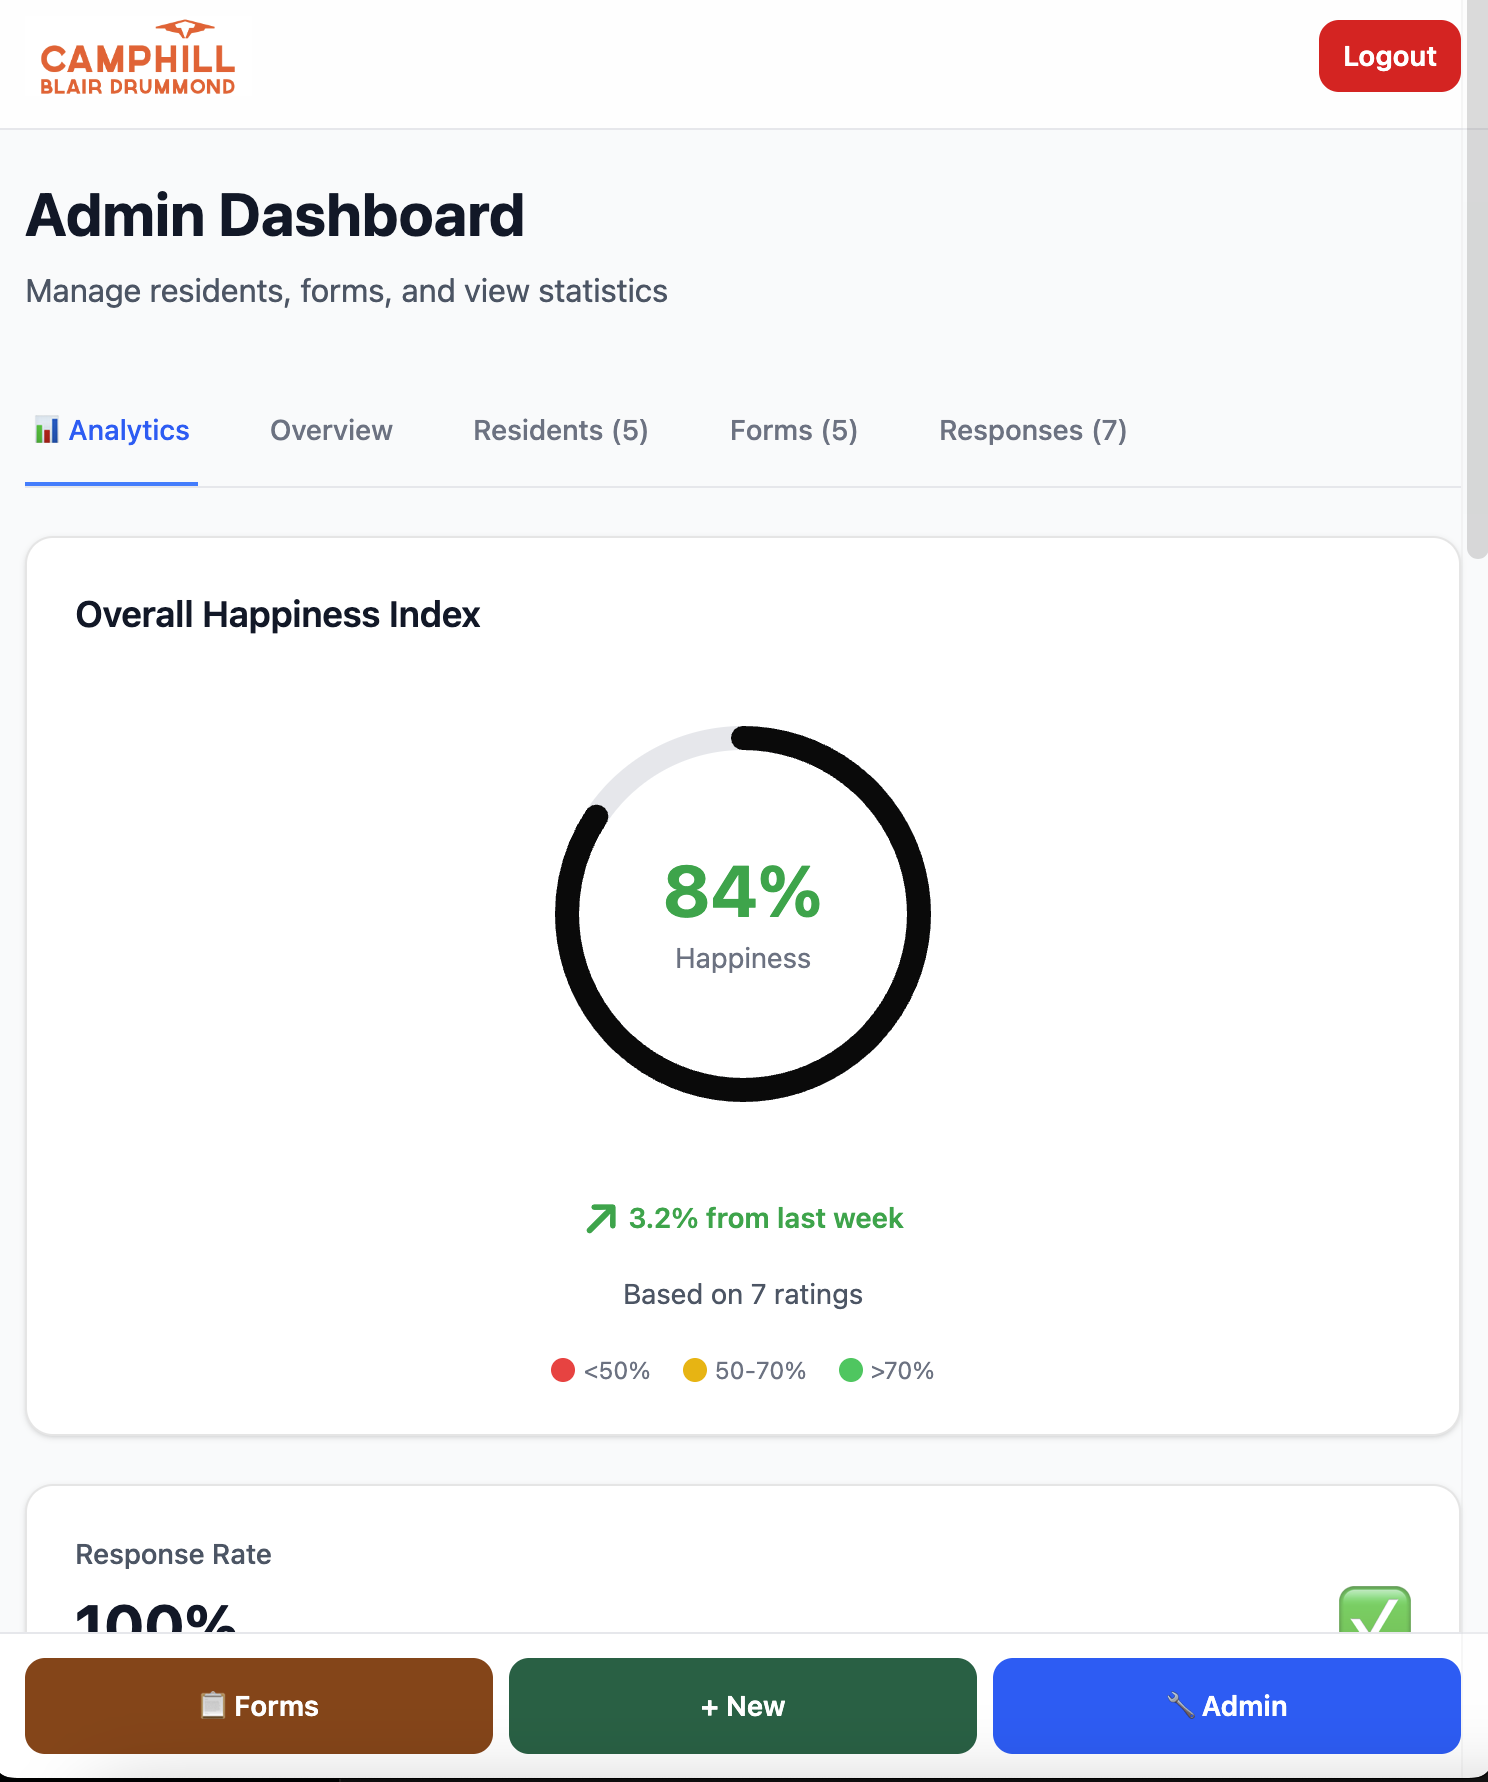 CAMPHILL
BLAIR DRUMMOND
Logout
Admin Dashboard
Manage residents, forms, and view statistics
Analytics
Overview
Residents (5)
Forms (5)
Responses (7)
Overall Happiness Index
84%
Happiness
3.2% from last week
Based on 7 ratings
<50%
50-70%
>70%
Response Rate
100%
Forms
+ New
Admin